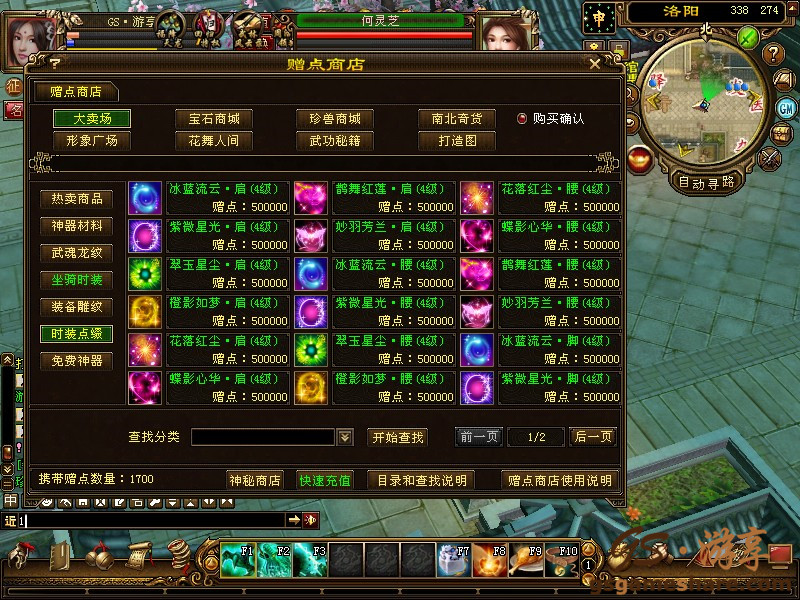 GS·游享
何灵芝
洛阳 338 274
申
北
赠点商店
赠点商店
大卖场 宝石商城 珍兽商城 南北奇货 购买确认
形象广场 花舞人间 武功秘籍 打造图
自动寻路
GM
热卖商品
神器材料
武魂龙纹
坐骑时装
装备雕纹
时装点缀
免费神器
冰蓝流云·肩(4级) 鹊舞红莲·肩(4级) 花落红尘·腰(4级)
赠点:500000 赠点:500000 赠点:500000
紫微星光·肩(4级) 妙羽芳兰·肩(4级) 蝶影心华·腰(4级)
赠点:500000 赠点:500000 赠点:500000
翠玉星尘·肩(4级) 冰蓝流云·腰(4级) 鹊舞红莲·腰(4级)
赠点:500000 赠点:500000 赠点:500000
橙影如梦·肩(4级) 紫微星光·腰(4级) 妙羽芳兰·腰(4级)
赠点:500000 赠点:500000 赠点:500000
花落红尘·肩(4级) 翠玉星尘·腰(4级) 冰蓝流云·脚(4级)
赠点:500000 赠点:500000 赠点:500000
蝶影心华·肩(4级) 橙影如梦·腰(4级) 紫微星光·脚(4级)
赠点:500000 赠点:500000 赠点:500000
查找分类 开始查找 前一页 1/2 后一页
携带赠点数量:1700 神秘商店 快速充值 目录和查找说明 赠点商店使用说明
中
近 1
F1 F2 F3 F7 F8 F9 F10 1
GS·游享